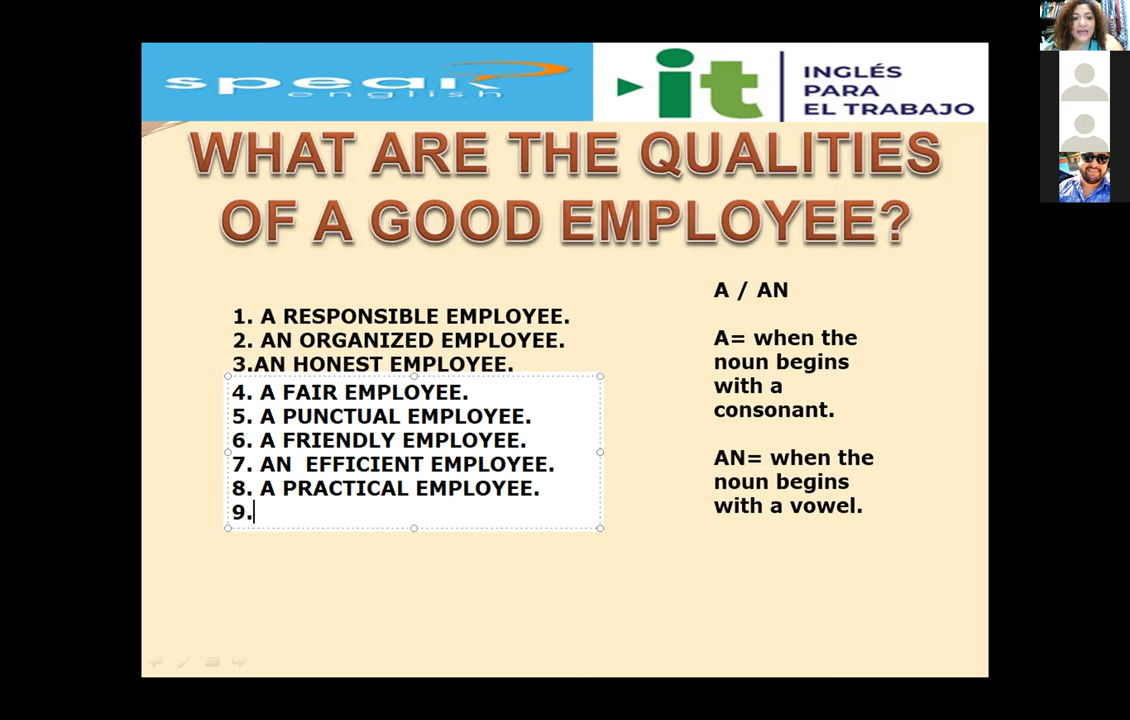 speak
english
it
INGLÉS
PARA
EL TRABAJO
WHAT ARE THE QUALITIES
OF A GOOD EMPLOYEE?
1. A RESPONSIBLE EMPLOYEE.
2. AN ORGANIZED EMPLOYEE.
3.AN HONEST EMPLOYEE.
4. A FAIR EMPLOYEE.
5. A PUNCTUAL EMPLOYEE.
6. A FRIENDLY EMPLOYEE.
7. AN  EFFICIENT EMPLOYEE.
8. A PRACTICAL EMPLOYEE.
9.
A / AN
A= when the
noun begins
with a
consonant.
AN= when the
noun begins
with a vowel.